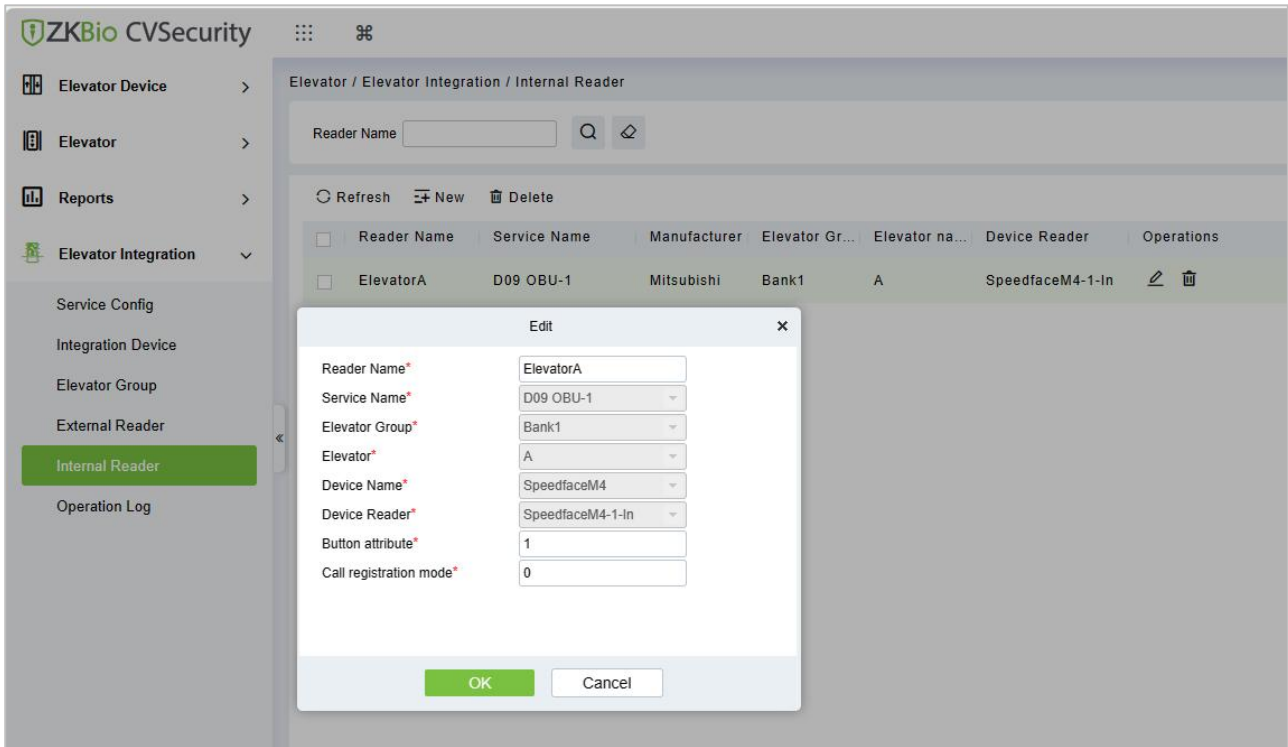 ZKBio CVSecurity
Elevator Device
Elevator
Reports
Elevator Integration
Service Config
Integration Device
Elevator Group
External Reader
Internal Reader
Operation Log
Elevator / Elevator Integration / Internal Reader
Reader Name
Refresh New Delete
Reader Name Service Name Manufacturer Elevator Gr... Elevator na... Device Reader Operations
ElevatorA D09 OBU-1 Mitsubishi Bank1 A SpeedfaceM4-1-In
Edit
Reader Name* ElevatorA
Service Name* D09 OBU-1
Elevator Group* Bank1
Elevator* A
Device Name* SpeedfaceM4
Device Reader* SpeedfaceM4-1-In
Button attribute* 1
Call registration mode* 0
OK Cancel